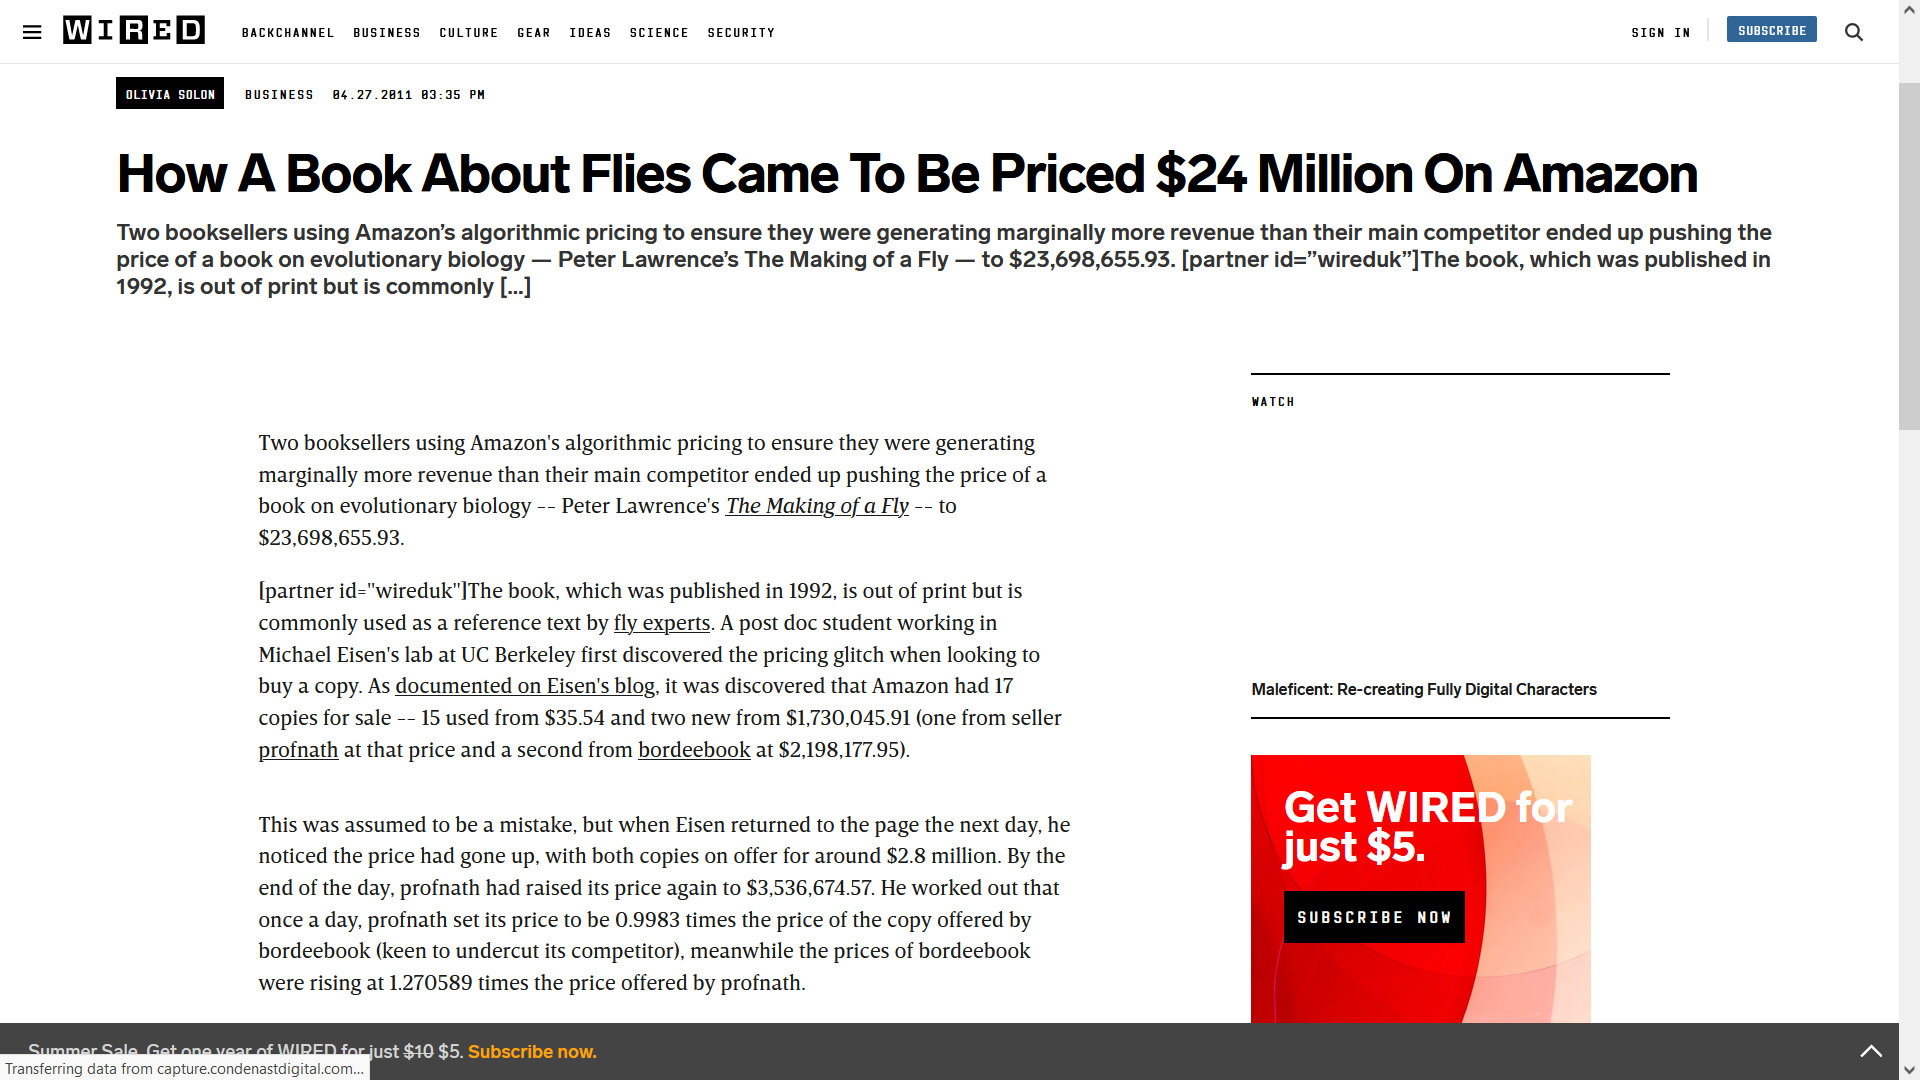 WIRED
BACKCHANNEL BUSINESS CULTURE GEAR IDEAS SCIENCE SECURITY
SIGN IN
SUBSCRIBE
OLIVIA SOLON
BUSINESS
04.27.2011 03:35 PM
How A Book About Flies Came To Be Priced $24 Million On Amazon
Two booksellers using Amazon’s algorithmic pricing to ensure they were generating marginally more revenue than their main competitor ended up pushing the
price of a book on evolutionary biology — Peter Lawrence’s The Making of a Fly — to $23,698,655.93. [partner id=”wireduk”]The book, which was published in
1992, is out of print but is commonly […]
Two booksellers using Amazon's algorithmic pricing to ensure they were generating
marginally more revenue than their main competitor ended up pushing the price of a
book on evolutionary biology -- Peter Lawrence's The Making of a Fly -- to
$23,698,655.93.
[partner id="wireduk"]The book, which was published in 1992, is out of print but is
commonly used as a reference text by fly experts. A post doc student working in
Michael Eisen's lab at UC Berkeley first discovered the pricing glitch when looking to
buy a copy. As documented on Eisen's blog, it was discovered that Amazon had 17
copies for sale -- 15 used from $35.54 and two new from $1,730,045.91 (one from seller
profnath at that price and a second from bordeebook at $2,198,177.95).
This was assumed to be a mistake, but when Eisen returned to the page the next day, he
noticed the price had gone up, with both copies on offer for around $2.8 million. By the
end of the day, profnath had raised its price again to $3,536,674.57. He worked out that
once a day, profnath set its price to be 0.9983 times the price of the copy offered by
bordeebook (keen to undercut its competitor), meanwhile the prices of bordeebook
were rising at 1.270589 times the price offered by profnath.
WATCH
Maleficent: Re-creating Fully Digital Characters
Get WIRED for
just $5.
SUBSCRIBE NOW
Summer Sale. Get one year of WIRED for just $10 $5. Subscribe now.
Transferring data from capture.condenastdigital.com...